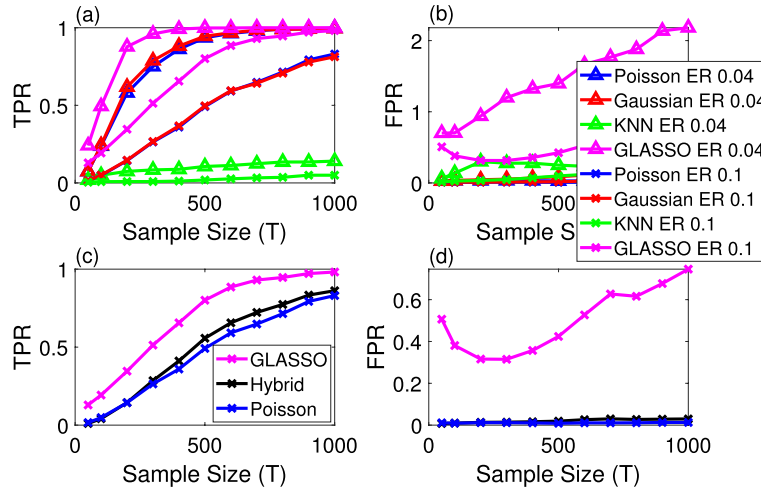 (a)
TPR
1
0.5
0
0
500
1000
Sample Size (T)
(b)
FPR
2
1
0
0
500
Sample S
Poisson ER 0.04
Gaussian ER 0.04
KNN ER 0.04
GLASSO ER 0.04
Poisson ER 0.1
Gaussian ER 0.1
KNN ER 0.1
GLASSO ER 0.1
(c)
TPR
1
0.5
0
0
500
1000
Sample Size (T)
GLASSO
Hybrid
Poisson
(d)
FPR
0.6
0.4
0.2
0
0
500
1000
Sample Size (T)